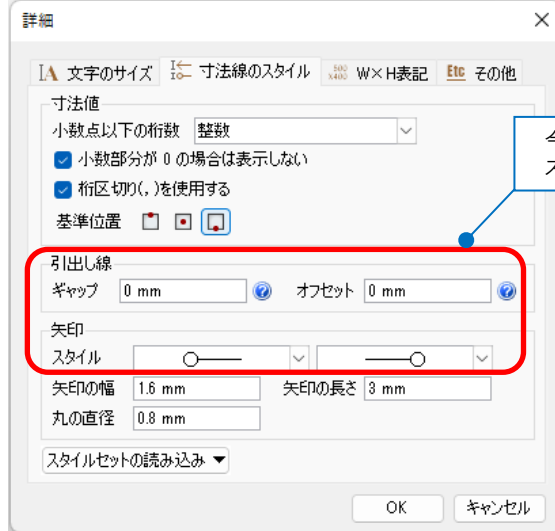 詳細
IA 文字のサイズ 寸法線のスタイル 500 x400 W×H表記 Etc その他
寸法値
小数点以下の桁数 整数
小数部分が 0 の場合は表示しない
桁区切り(, )を使用する
基準位置
引出し線
ギャップ 0 mm ? オフセット 0 mm ?
矢印
スタイル
矢印の幅 1.6 mm 矢印の長さ 3 mm
丸の直径 0.8 mm
スタイルセットの読み込み ▼
OK キャンセル